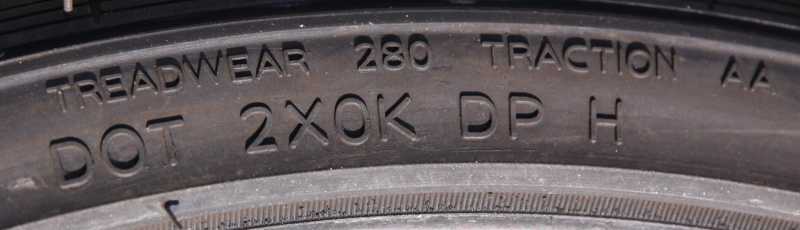 TREADWEAR 280 TRACTION AA
DOT 2X0K DP H